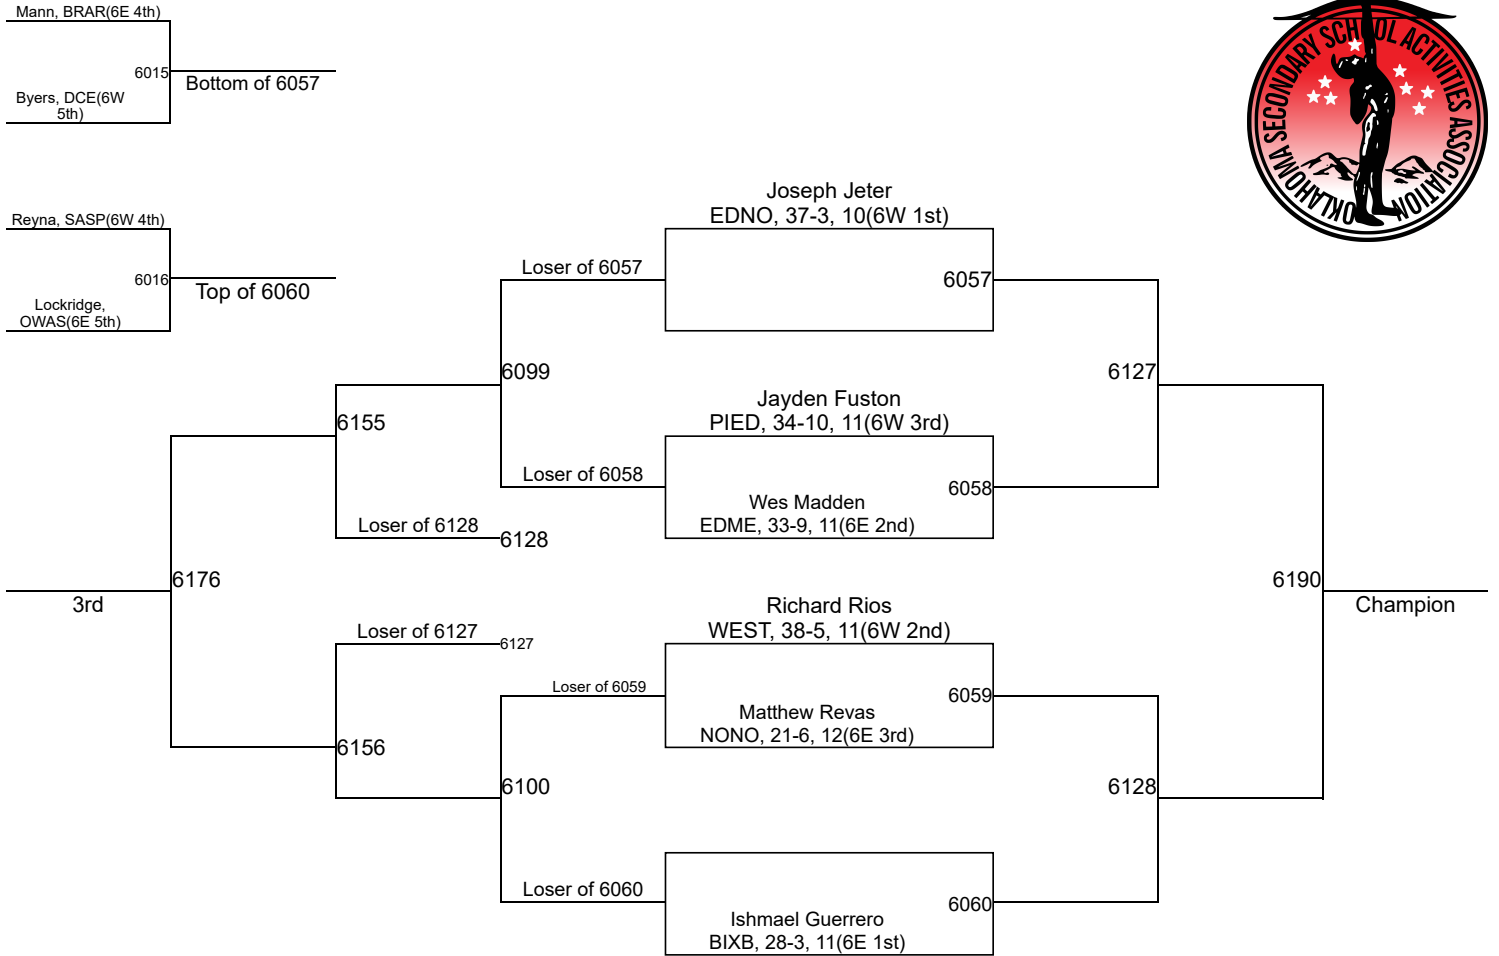 Mann, BRAR(6E 4th)
6015
Bottom of 6057
Byers, DCE(6W
5th)
OKLAHOMA SECONDARY SCHOOL ACTIVITIES ASSOCIATION
Reyna, SASP(6W 4th)
6016
Top of 6060
Lockridge,
OWAS(6E 5th)
Joseph Jeter
EDNO, 37-3, 10(6W 1st)
Loser of 6057
6057
6099
6127
Jayden Fuston
PIED, 34-10, 11(6W 3rd)
6155
Loser of 6058
6058
Wes Madden
EDME, 33-9, 11(6E 2nd)
Loser of 6128
6128
6176
3rd
6190
Champion
Richard Rios
WEST, 38-5, 11(6W 2nd)
Loser of 6127
6127
Loser of 6059
6059
Matthew Revas
NONO, 21-6, 12(6E 3rd)
6156
6100
6128
Loser of 6060
6060
Ishmael Guerrero
BIXB, 28-3, 11(6E 1st)